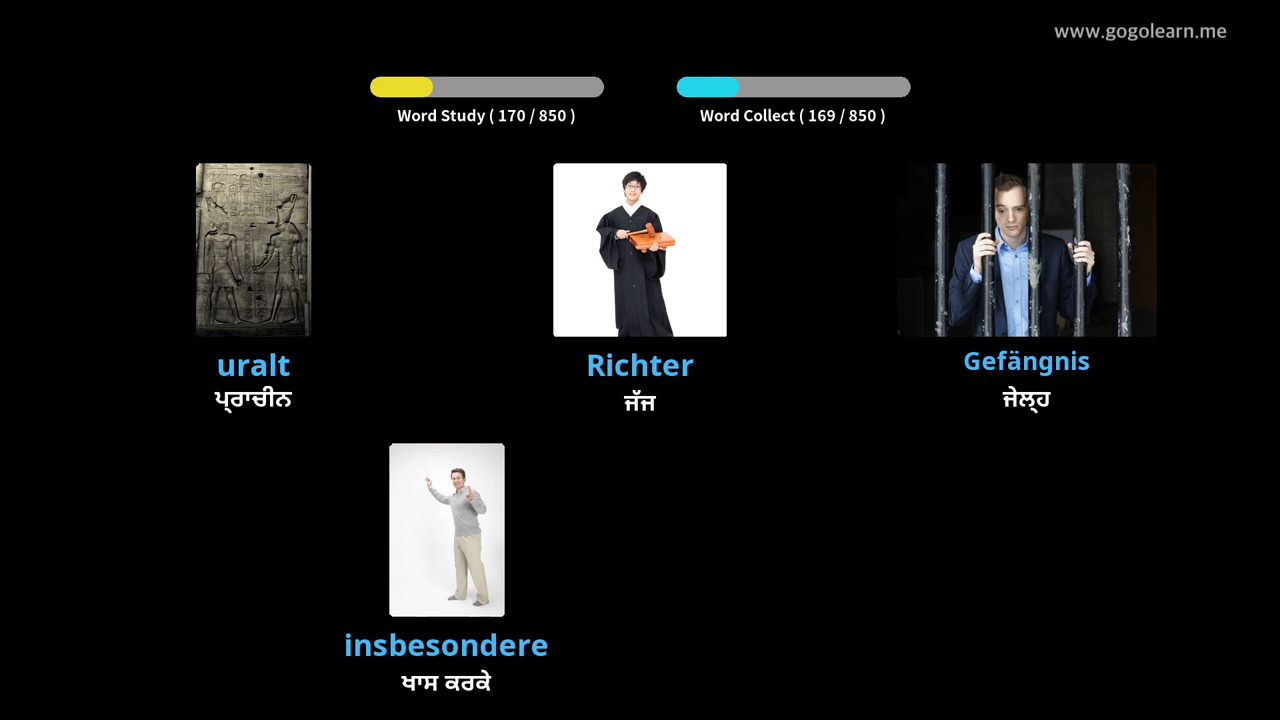 www.gogolearn.me
Word Study ( 170 / 850 )
Word Collect ( 169 / 850 )
uralt
ਪ੍ਰਾਚੀਨ
Richter
ਜੱਜ
Gefängnis
ਜੇਲ੍ਹ
insbesondere
ਖਾਸ ਕਰਕੇ